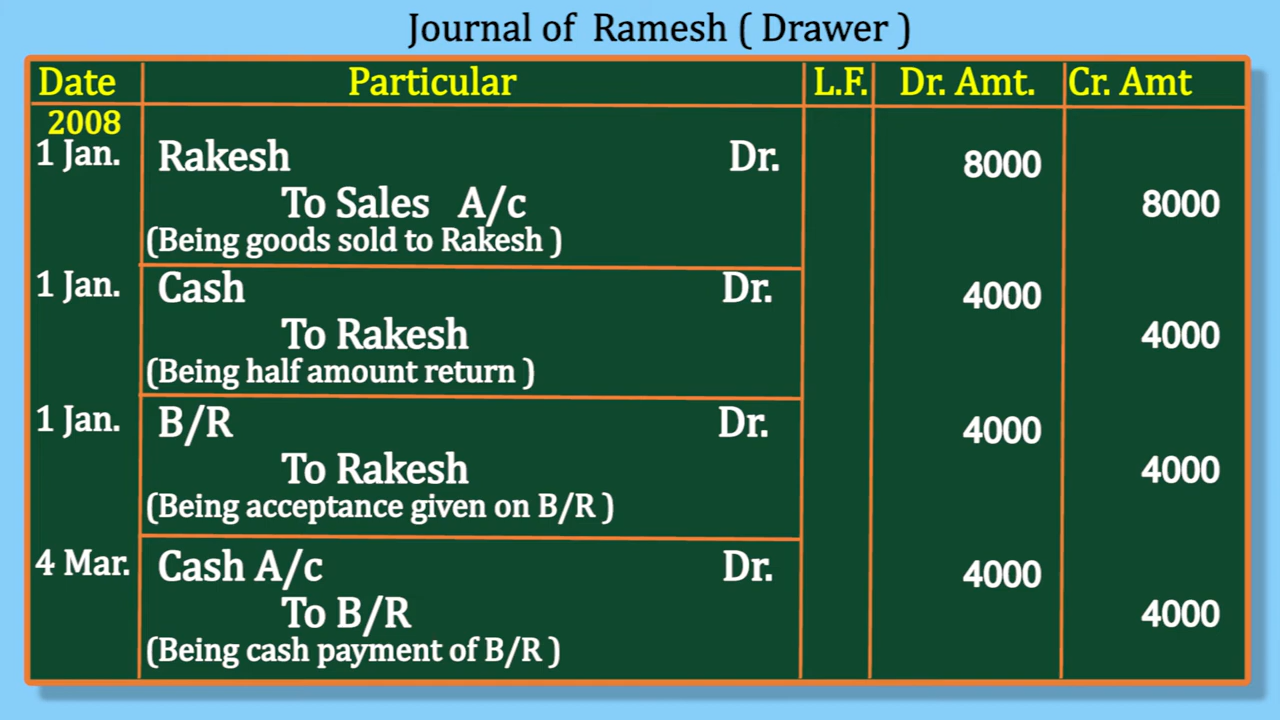 Journal of Ramesh ( Drawer )
Date Particular L.F. Dr. Amt. Cr. Amt
2008
1 Jan. Rakesh Dr. 8000
To Sales A/c 8000
(Being goods sold to Rakesh )
1 Jan. Cash Dr. 4000
To Rakesh 4000
(Being half amount return )
1 Jan. B/R Dr. 4000
To Rakesh 4000
(Being acceptance given on B/R )
4 Mar. Cash A/c Dr. 4000
To B/R 4000
(Being cash payment of B/R )